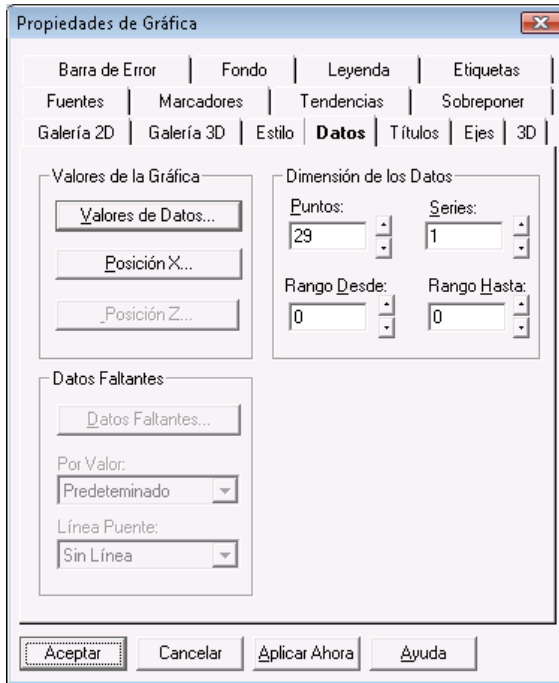 Propiedades de Gráfica
Barra de Error Fondo Leyenda Etiquetas
Fuentes Marcadores Tendencias Sobreponer
Galería 2D Galería 3D Estilo Datos Títulos Ejes 3D
Valores de la Gráfica
Valores de Datos...
Posición X...
Posición Z...
Dimensión de los Datos
Puntos: Series:
29 1
Rango Desde: Rango Hasta:
0 0
Datos Faltantes
Datos Faltantes...
Por Valor:
Predeteminado
Línea Puente:
Sin Línea
Aceptar Cancelar Aplicar Ahora Ayuda